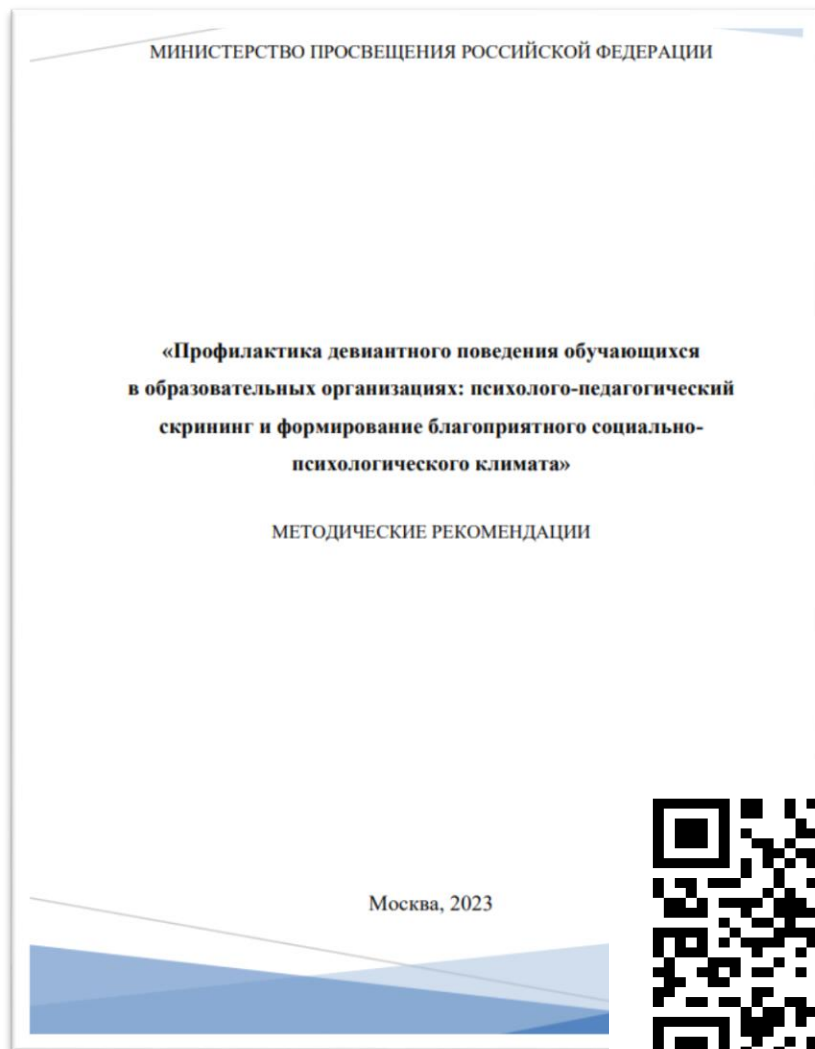 МИНИСТЕРСТВО ПРОСВЕЩЕНИЯ РОССИЙСКОЙ ФЕДЕРАЦИИ
«Профилактика девиантного поведения обучающихся
в образовательных организациях: психолого-педагогический
скрининг и формирование благоприятного социально-
психологического климата»
МЕТОДИЧЕСКИЕ РЕКОМЕНДАЦИИ
Москва, 2023